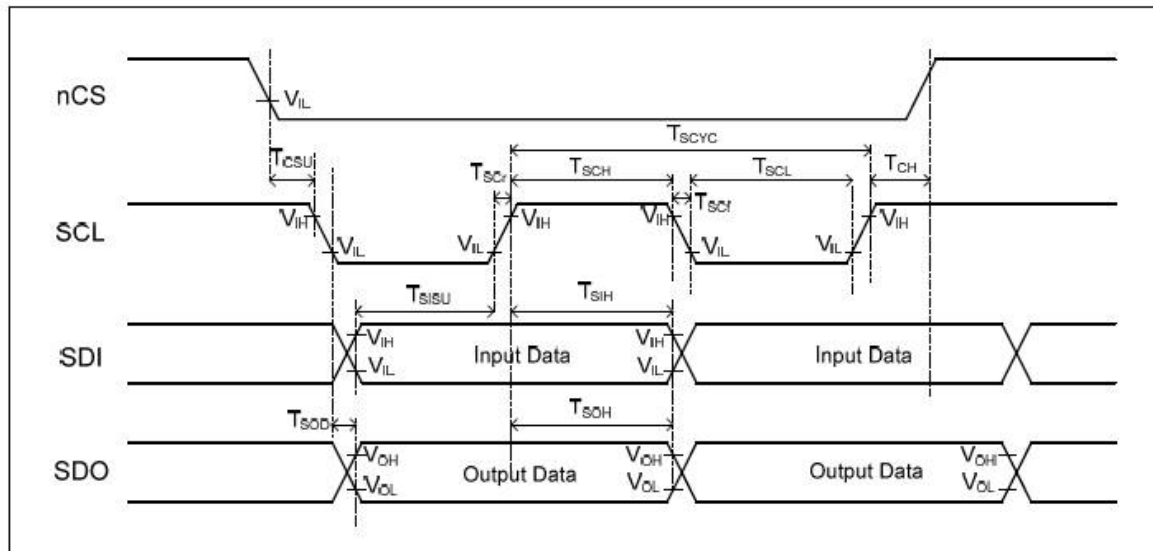 nCS
VIL
TSCYC
TCSU
TSCr
TSCH
TSCL
TCH
TSCf
SCL
VIH
VIL
VIL
VIH
VIH
VIL
VIL
VIH
TSISU
TSIH
SDI
VIH
VIL
Input Data
VIH
VIL
Input Data
TSOD
TSOH
SDO
VOH
VOL
Output Data
VOH
VOL
Output Data
VOH
VOL